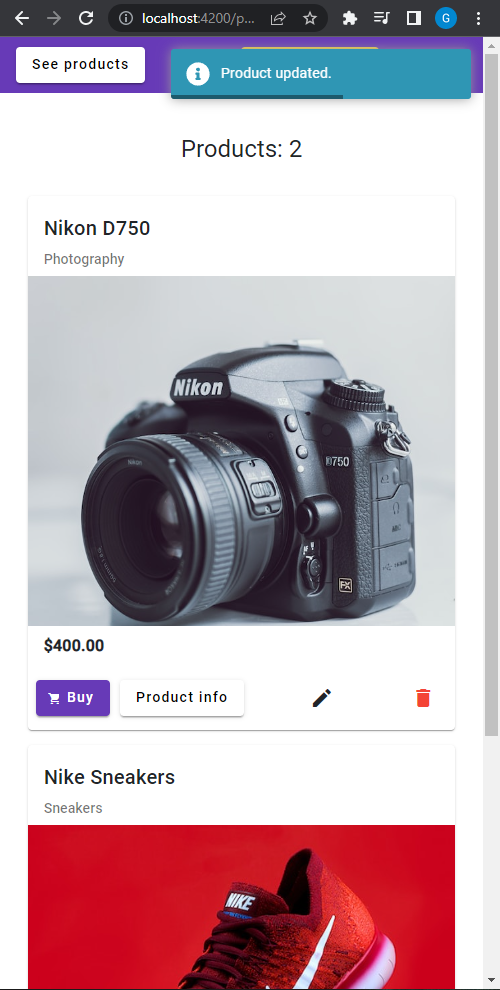 localhost:4200/p...
G
See products
Product updated.
Products: 2
Nikon D750
Photography
Nikon
D750
FX
$400.00
Buy
Product info
Nike Sneakers
Sneakers
NIKE